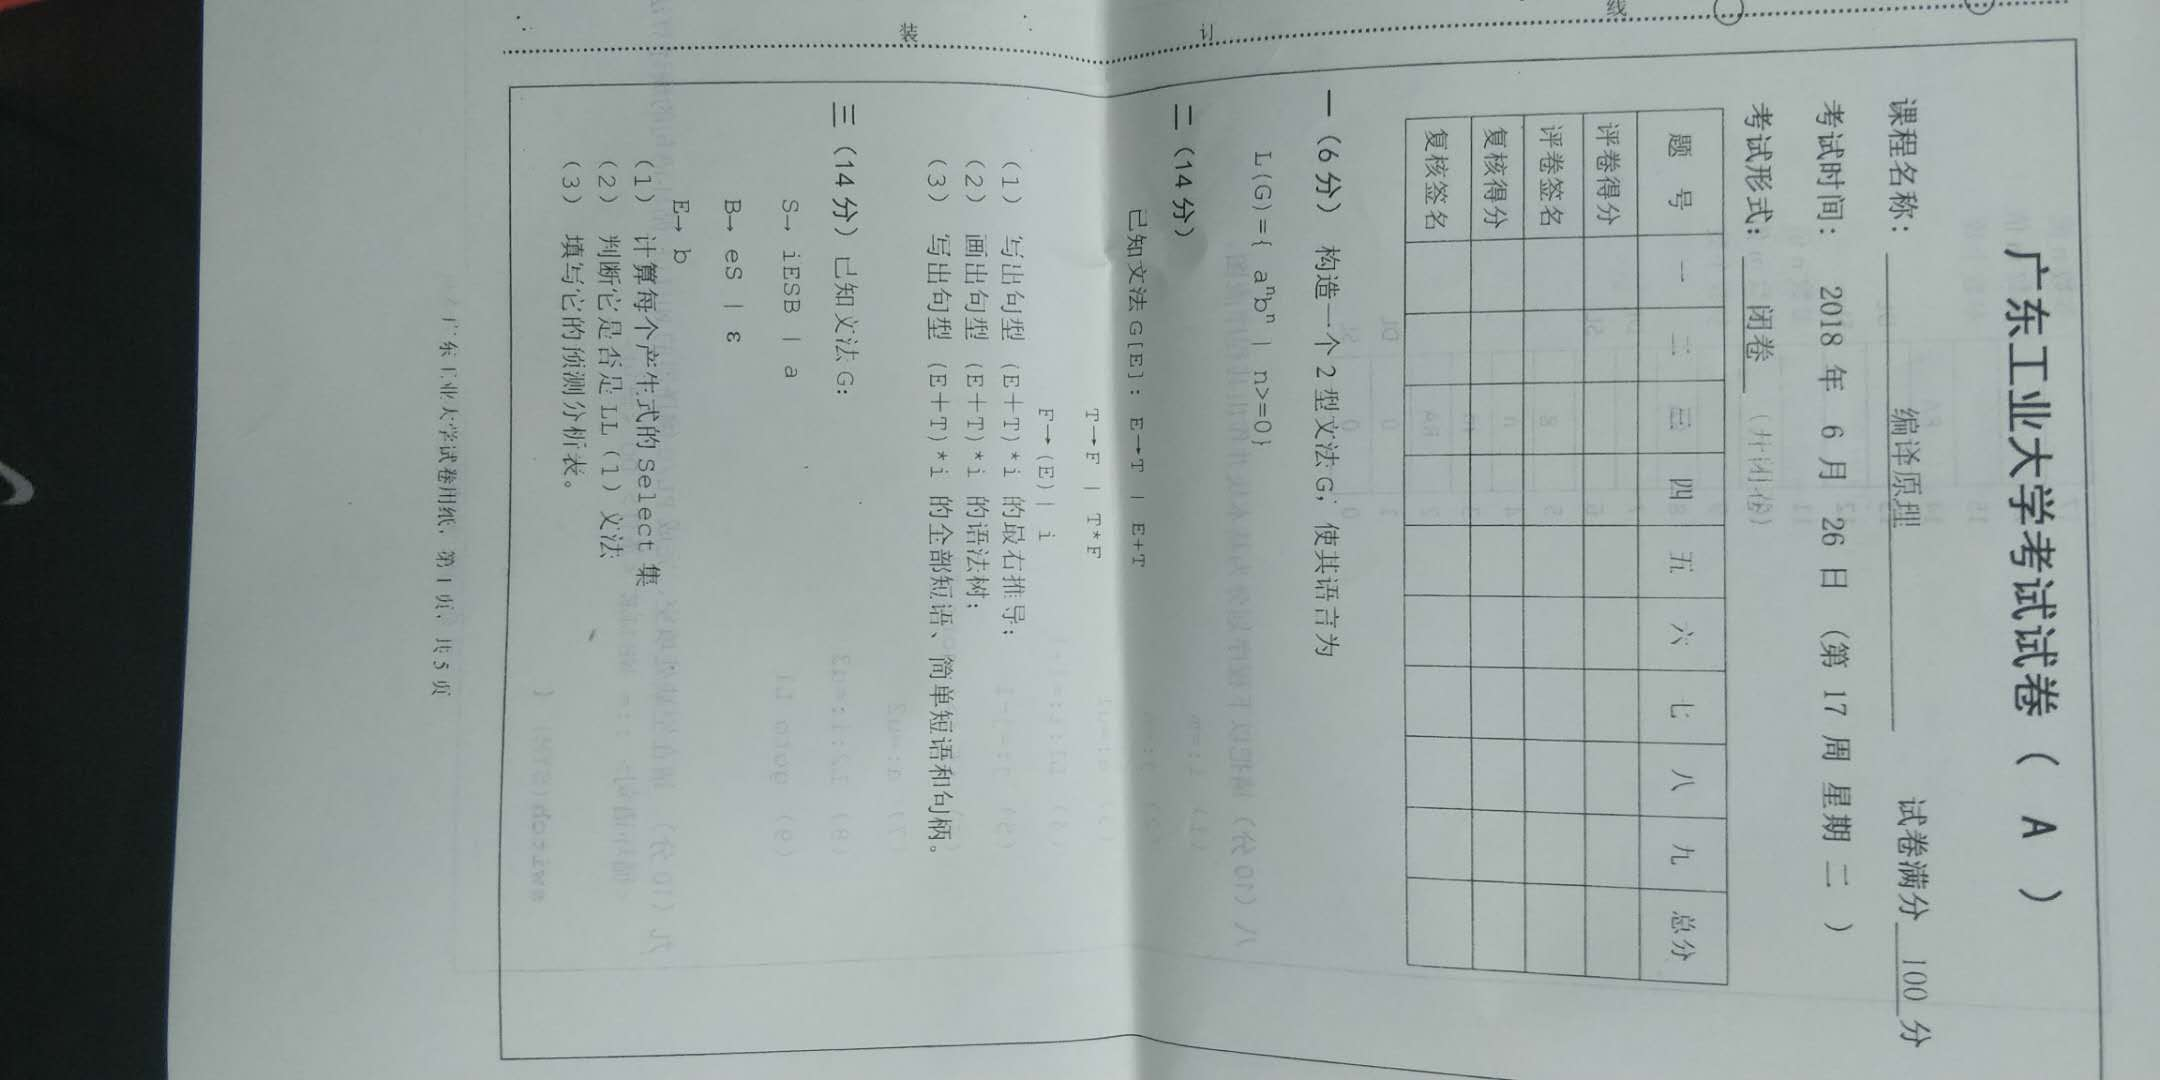 装
订
线
广东工业大学考试试卷 ( A )
课程名称: 编译原理 试卷满分 100 分
考试时间: 2018 年 6 月 26 日 (第 17 周 星期 二 )
考试形式: 闭卷
题 号 一 二 三 四 五 六 七 八 九 总分
评卷得分
评卷签名
复核得分
复核签名
一(6 分) 构造一个 2 型文法 G, 使其语言为
L(G)={ aⁿbⁿ | n>=0}
二(14 分)
已知文法 G[E]: E→T | E+T
T→F | T*F
F→(E)| i
(1) 写出句型 (E+T)*i 的最右推导;
(2) 画出句型 (E+T)*i 的语法树;
(3) 写出句型 (E+T)*i 的全部短语、简单短语和句柄。
三(14 分)已知文法 G:
S→ iESB | a
B→ eS | ε
E→ b
(1) 计算每个产生式的 Select 集
(2) 判断它是否是 LL(1)文法
(3) 填写它的预测分析表。
广东工业大学试卷用纸, 第 1 页, 共 5 页